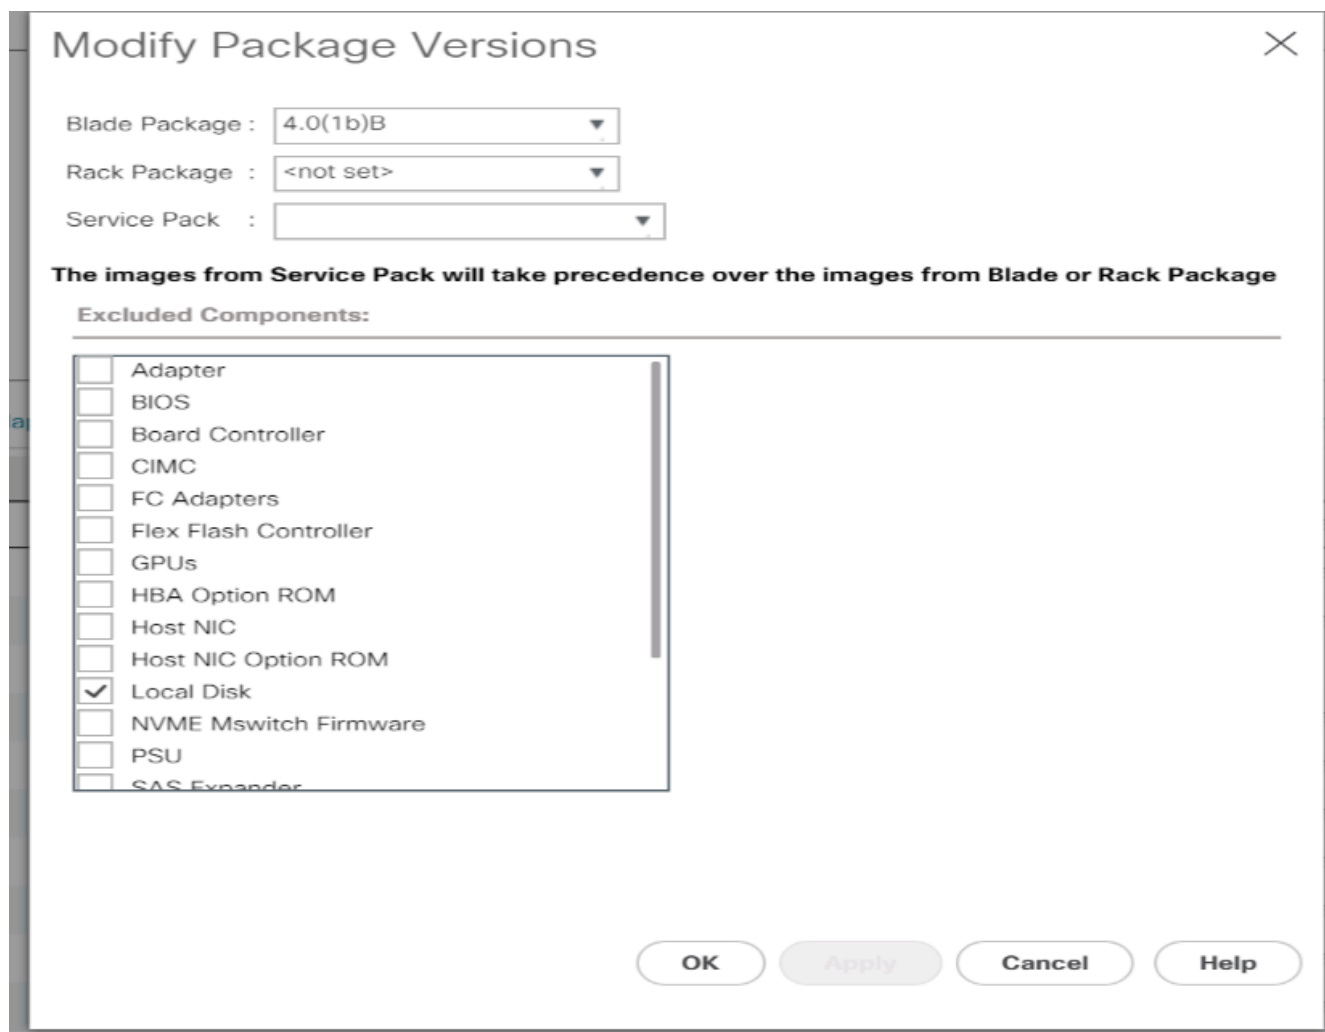 Modify Package Versions
Blade Package : 4.0(1b)B
Rack Package : <not set>
Service Pack :
The images from Service Pack will take precedence over the images from Blade or Rack Package
Excluded Components:
Adapter
BIOS
Board Controller
CIMC
FC Adapters
Flex Flash Controller
GPUs
HBA Option ROM
Host NIC
Host NIC Option ROM
Local Disk
NVME Mswitch Firmware
PSU
SAS Expander
OK Apply Cancel Help